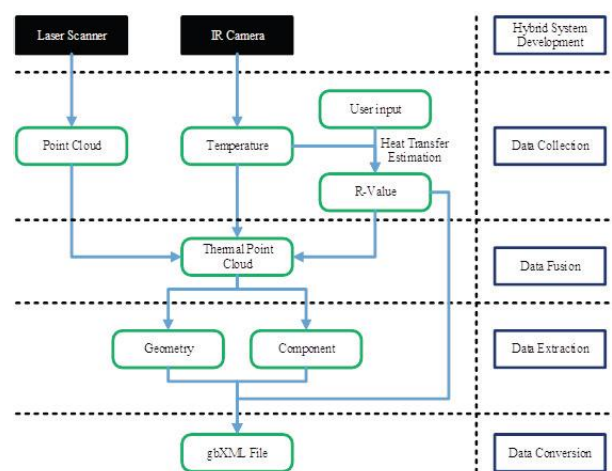 Laser Scanner
IR Camera
Hybrid System
Development
User input
Point Cloud
Temperature
Heat Transfer
Estimation
Data Collection
R-Value
Thermal Point
Cloud
Data Fusion
Geometry
Component
Data Extraction
gbXML File
Data Conversion